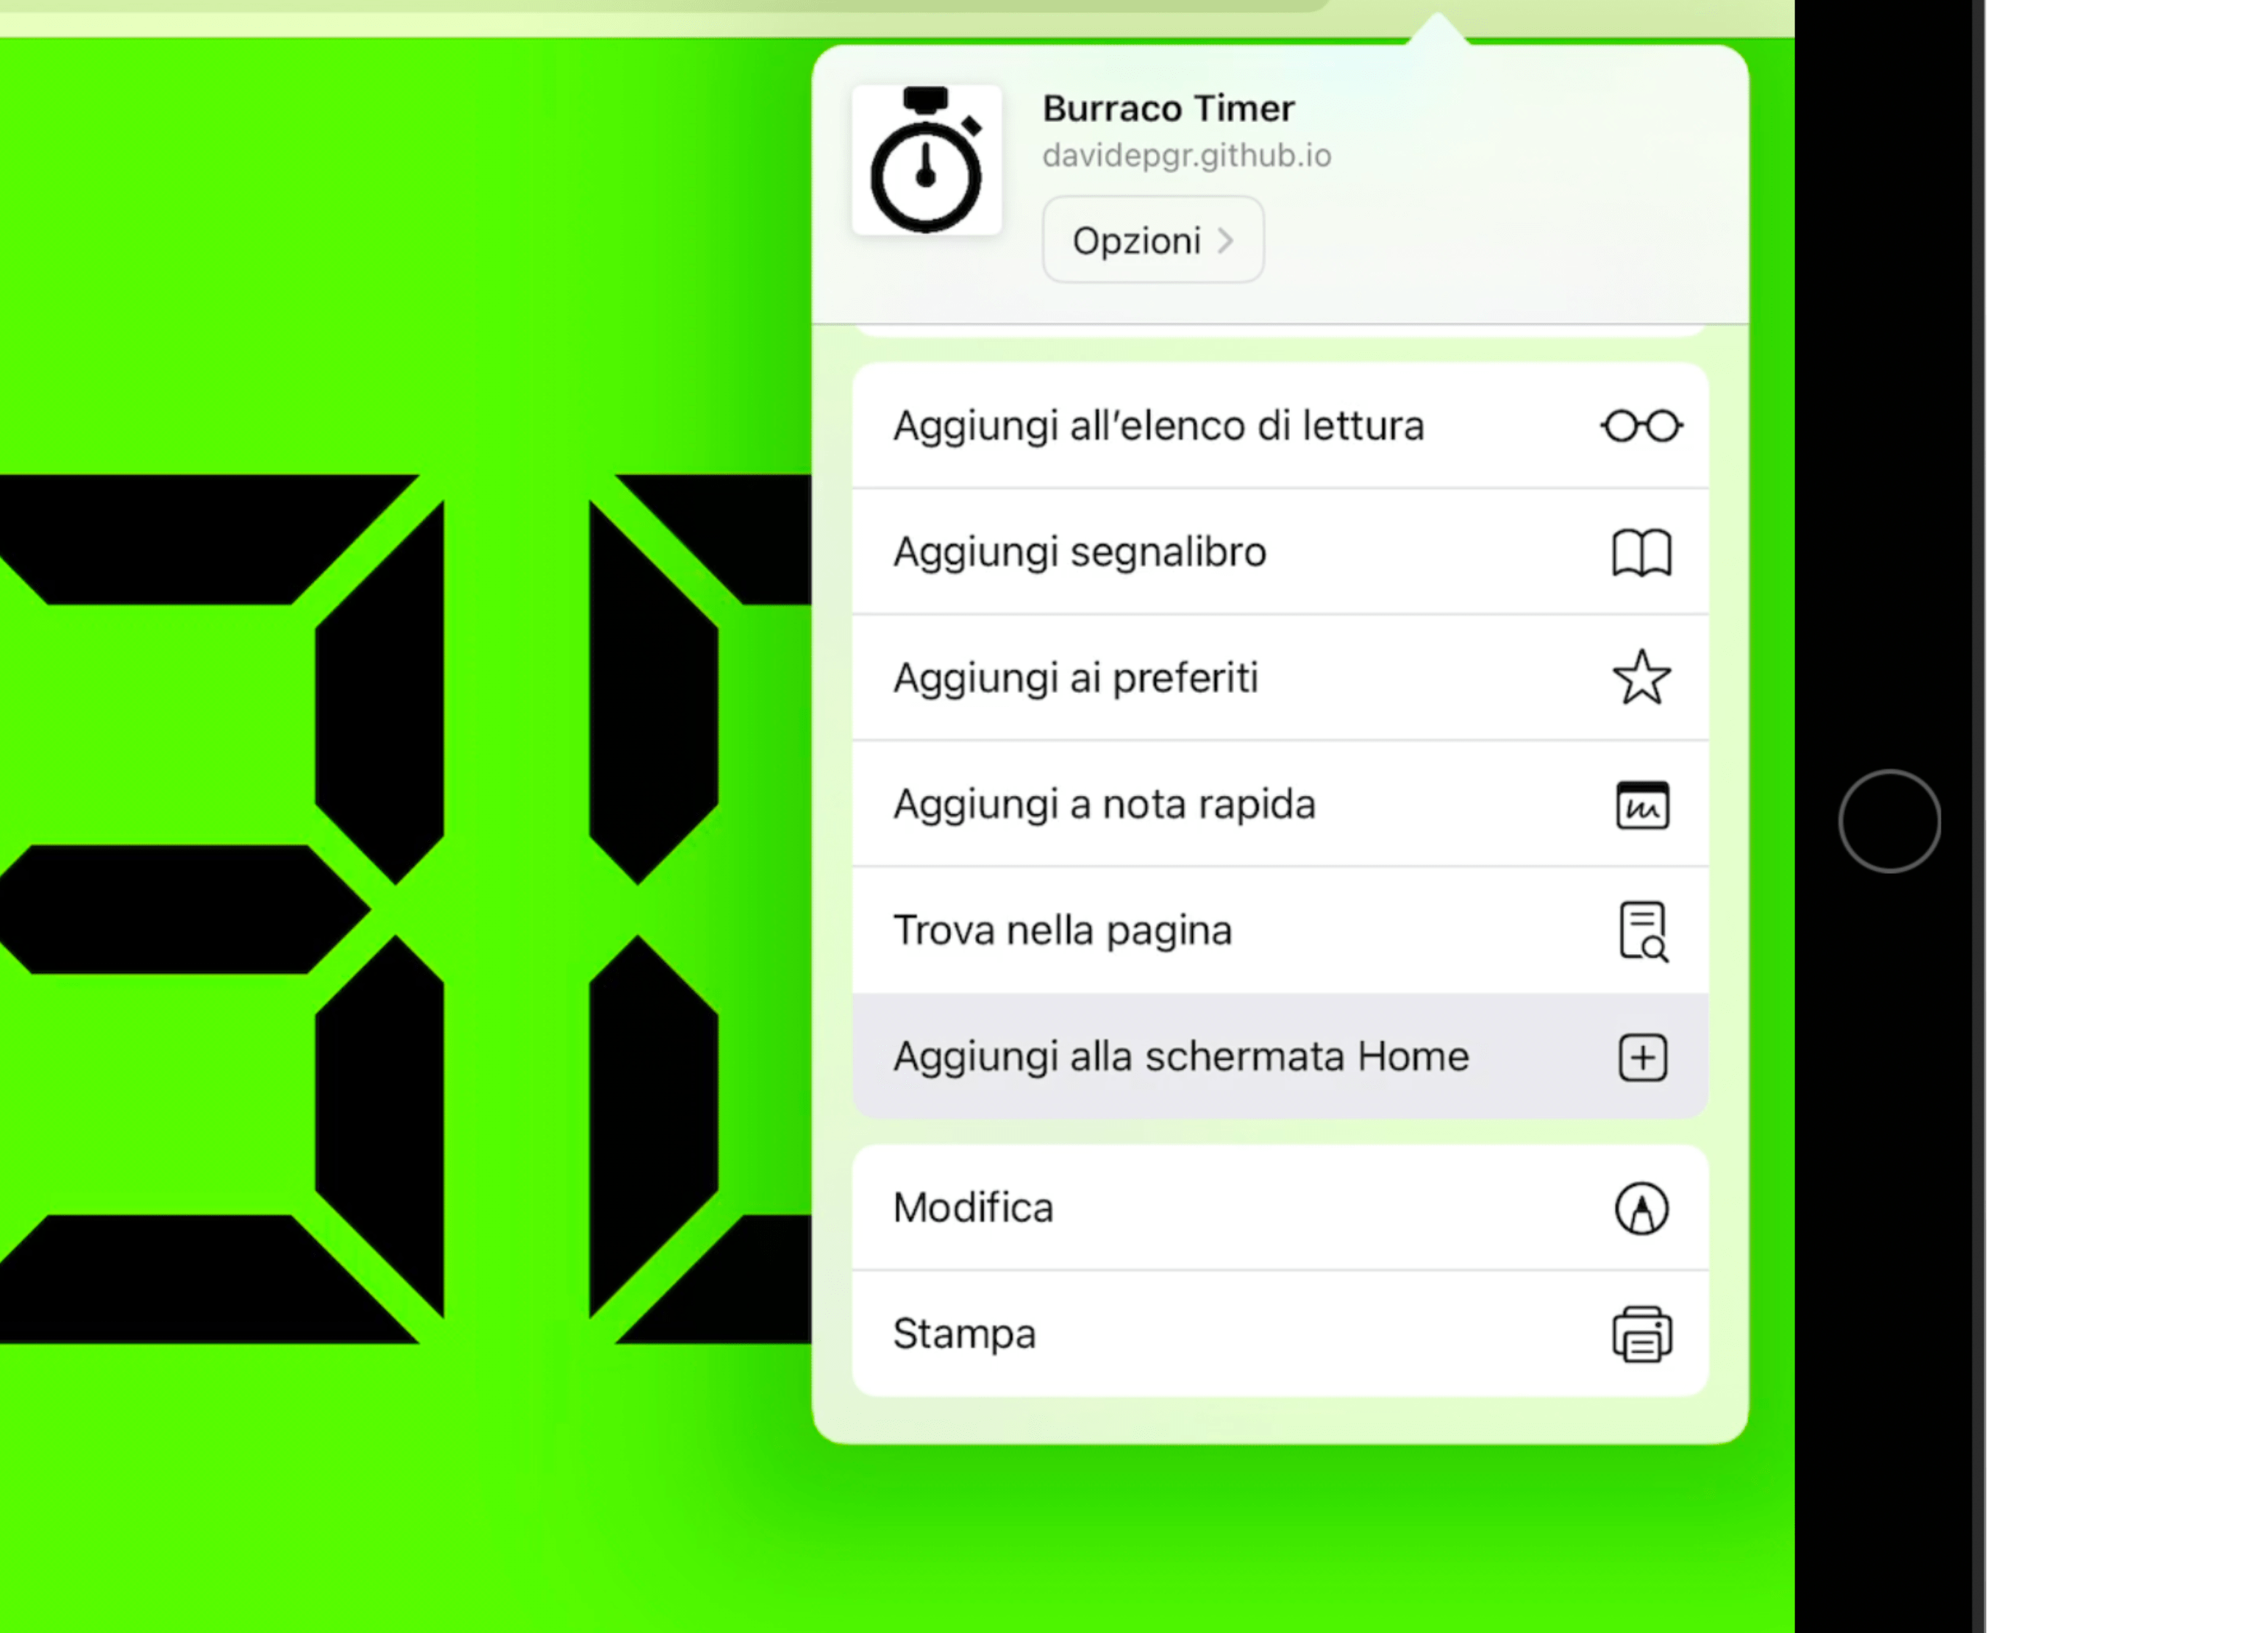 Burraco Timer
davidepgr.github.io
Opzioni
Aggiungi all’elenco di lettura
Aggiungi segnalibro
Aggiungi ai preferiti
Aggiungi a nota rapida
Trova nella pagina
Aggiungi alla schermata Home
Modifica
Stampa